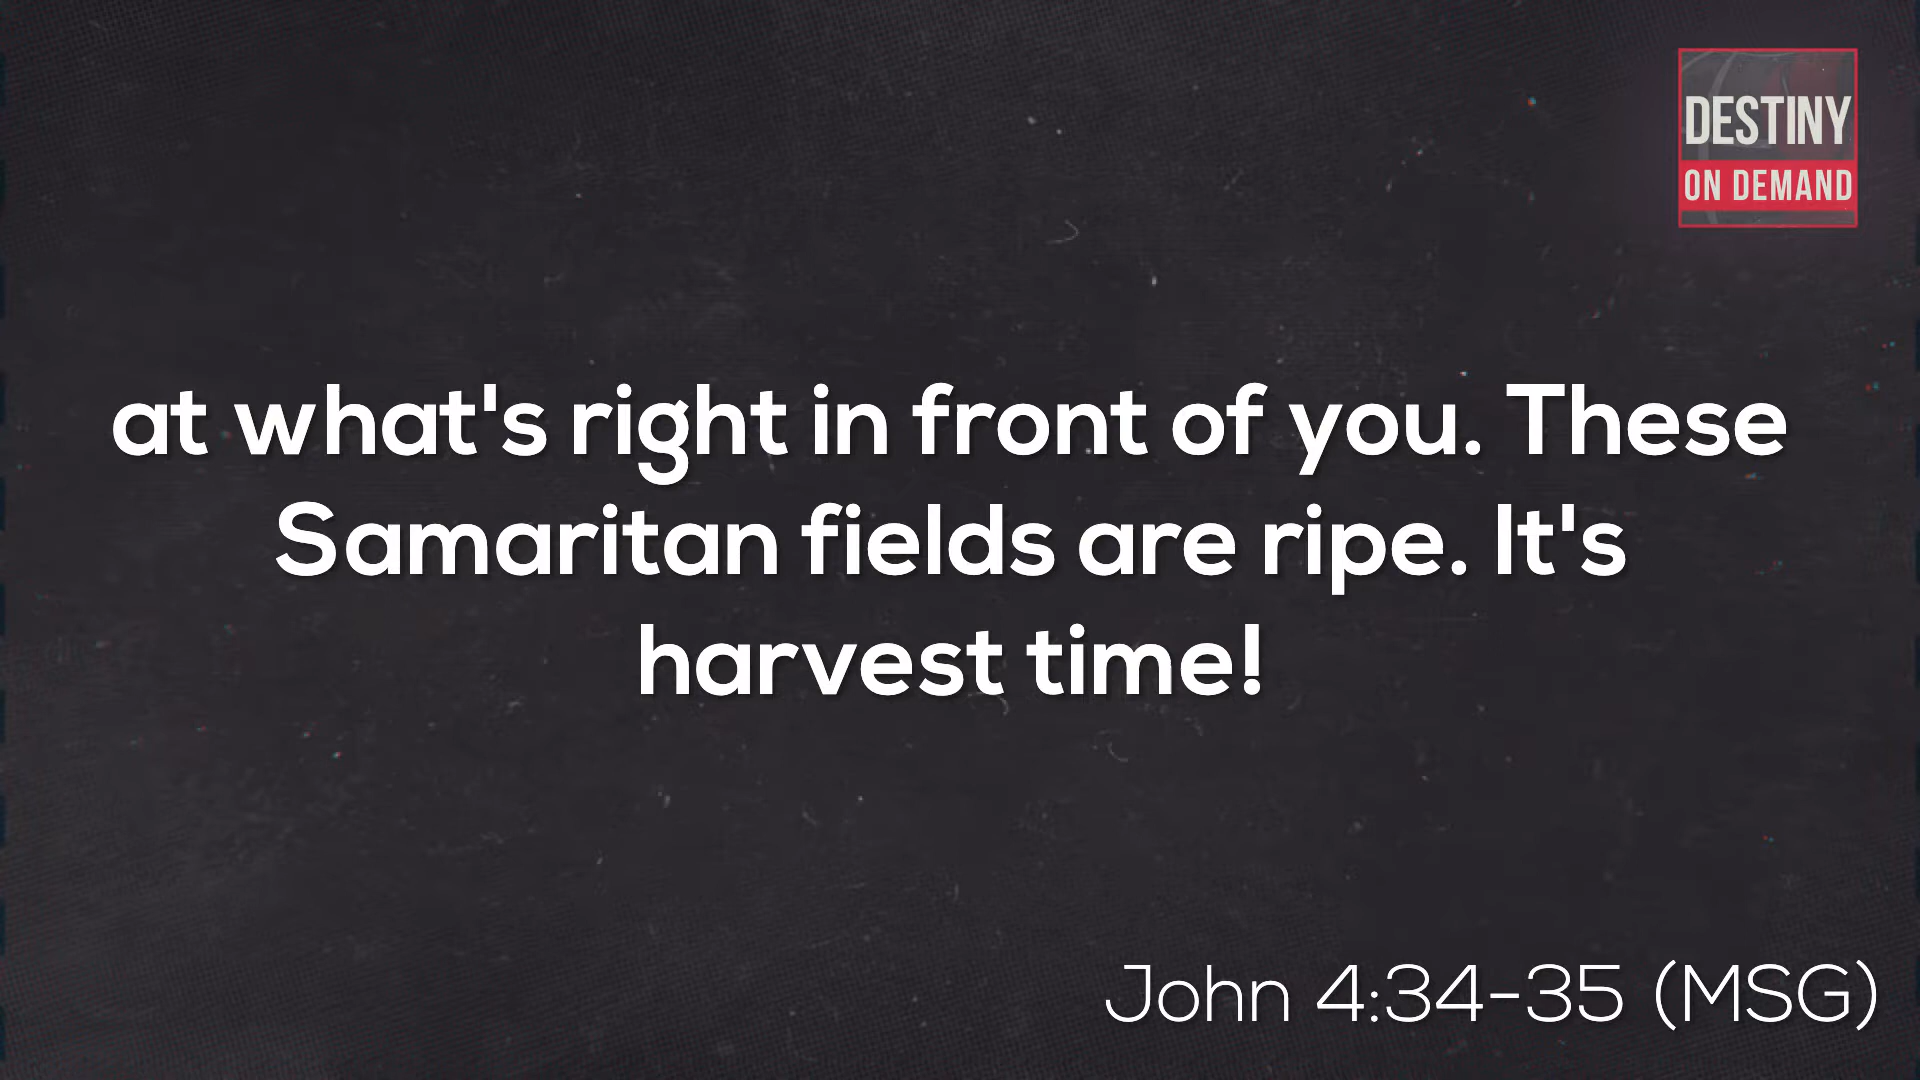 DESTINY
ON DEMAND
at what's right in front of you. These
Samaritan fields are ripe. It's
harvest time!
John 4:34-35 (MSG)